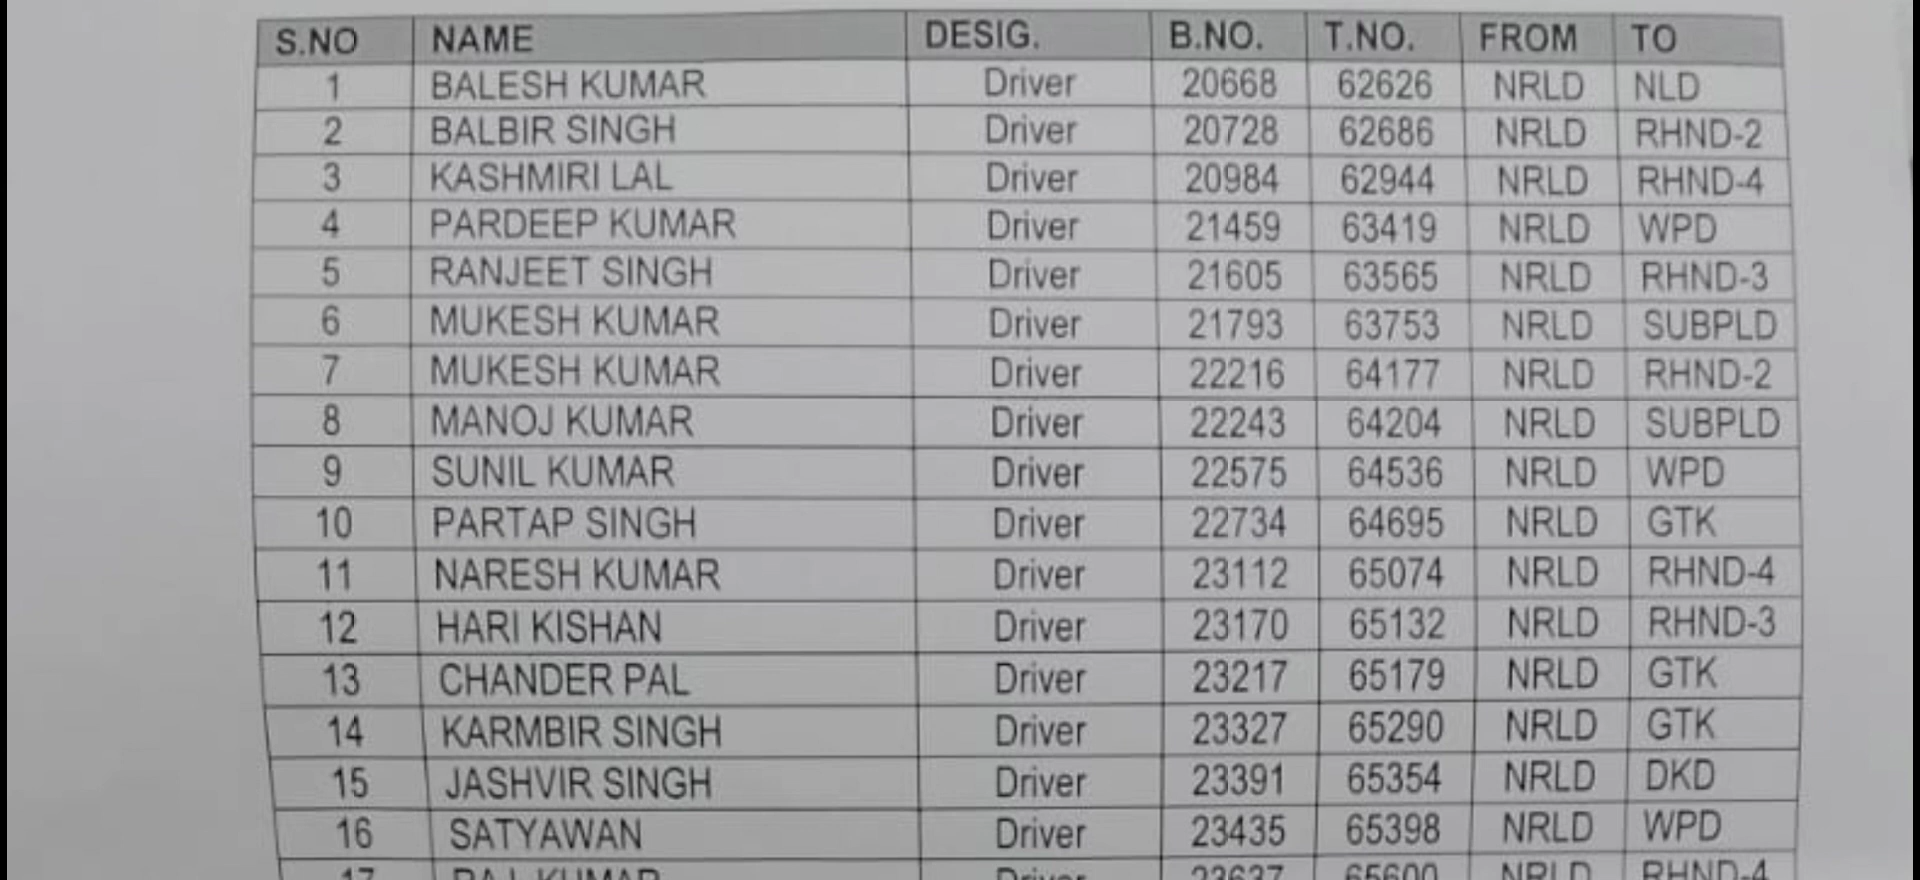 S.NO NAME DESIG. B.NO. T.NO. FROM TO
1 BALESH KUMAR Driver 20668 62626 NRLD NLD
2 BALBIR SINGH Driver 20728 62686 NRLD RHND-2
3 KASHMIRI LAL Driver 20984 62944 NRLD RHND-4
4 PARDEEP KUMAR Driver 21459 63419 NRLD WPD
5 RANJEET SINGH Driver 21605 63565 NRLD RHND-3
6 MUKESH KUMAR Driver 21793 63753 NRLD SUBPLD
7 MUKESH KUMAR Driver 22216 64177 NRLD RHND-2
8 MANOJ KUMAR Driver 22243 64204 NRLD SUBPLD
9 SUNIL KUMAR Driver 22575 64536 NRLD WPD
10 PARTAP SINGH Driver 22734 64695 NRLD GTK
11 NARESH KUMAR Driver 23112 65074 NRLD RHND-4
12 HARI KISHAN Driver 23170 65132 NRLD RHND-3
13 CHANDER PAL Driver 23217 65179 NRLD GTK
14 KARMBIR SINGH Driver 23327 65290 NRLD GTK
15 JASHVIR SINGH Driver 23391 65354 NRLD DKD
16 SATYAWAN Driver 23435 65398 NRLD WPD
17 RAJ KUMAR Driver 23637 65600 NRLD RHND-4